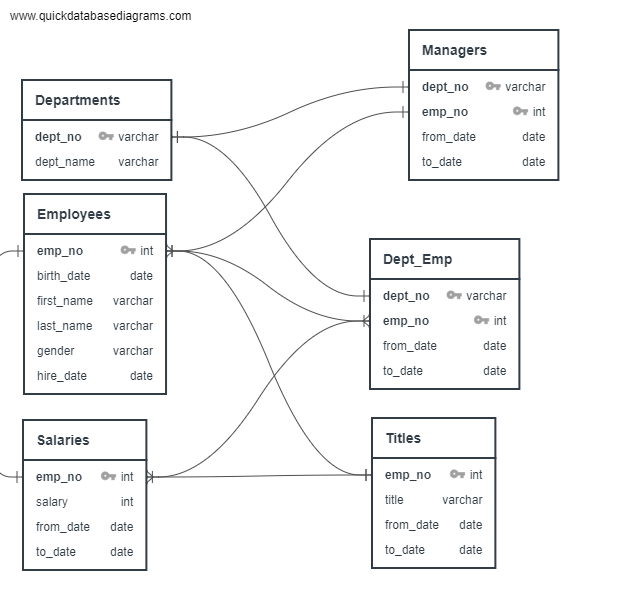 www.quickdatabasediagrams.com
Departments
dept_no varchar
dept_name varchar
Employees
emp_no int
birth_date date
first_name varchar
last_name varchar
gender varchar
hire_date date
Salaries
emp_no int
salary int
from_date date
to_date date
Managers
dept_no varchar
emp_no int
from_date date
to_date date
Dept_Emp
dept_no varchar
emp_no int
from_date date
to_date date
Titles
emp_no int
title varchar
from_date date
to_date date